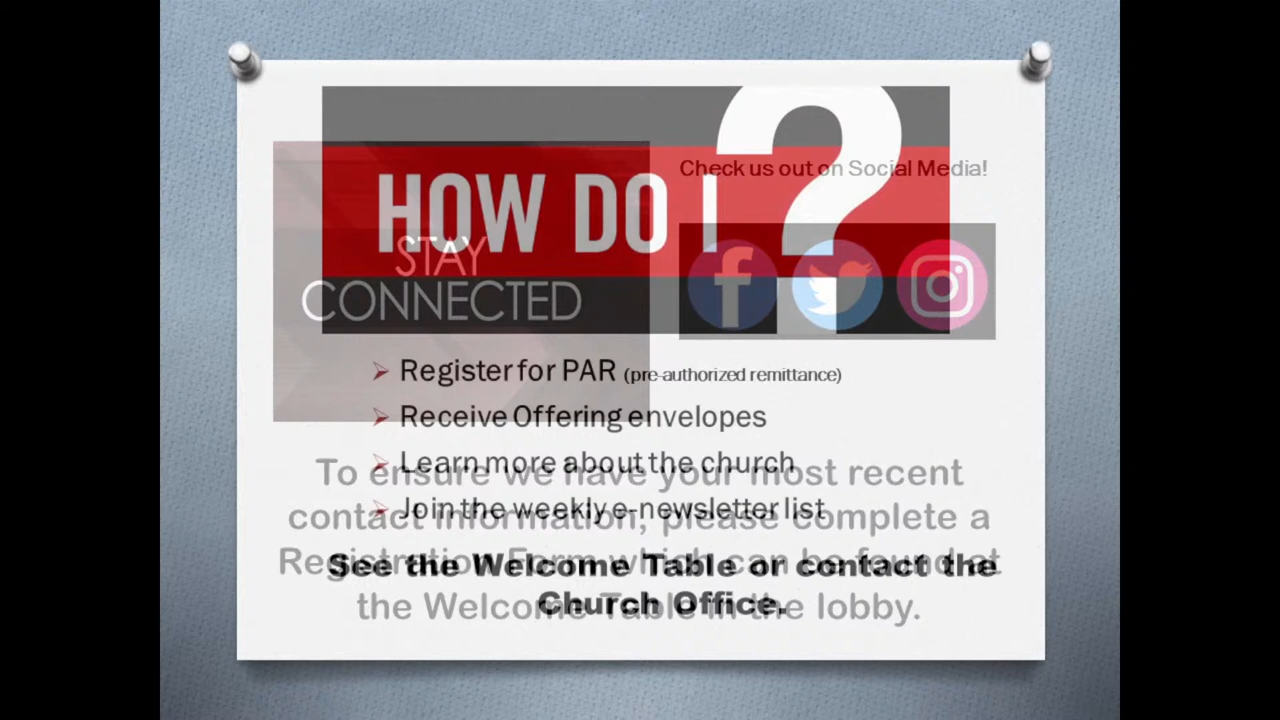 HOW DO I ?
Check us out on Social Media!
STAY
CONNECTED
Register for PAR (pre-authorized remittance)
Receive Offering envelopes
Learn more about the church
Join the weekly e-newsletter list
See the Welcome Table or contact the
Church Office.
To ensure we have your most recent
contact information, please complete a
Registration Form which can be found at
the Welcome Table in the lobby.